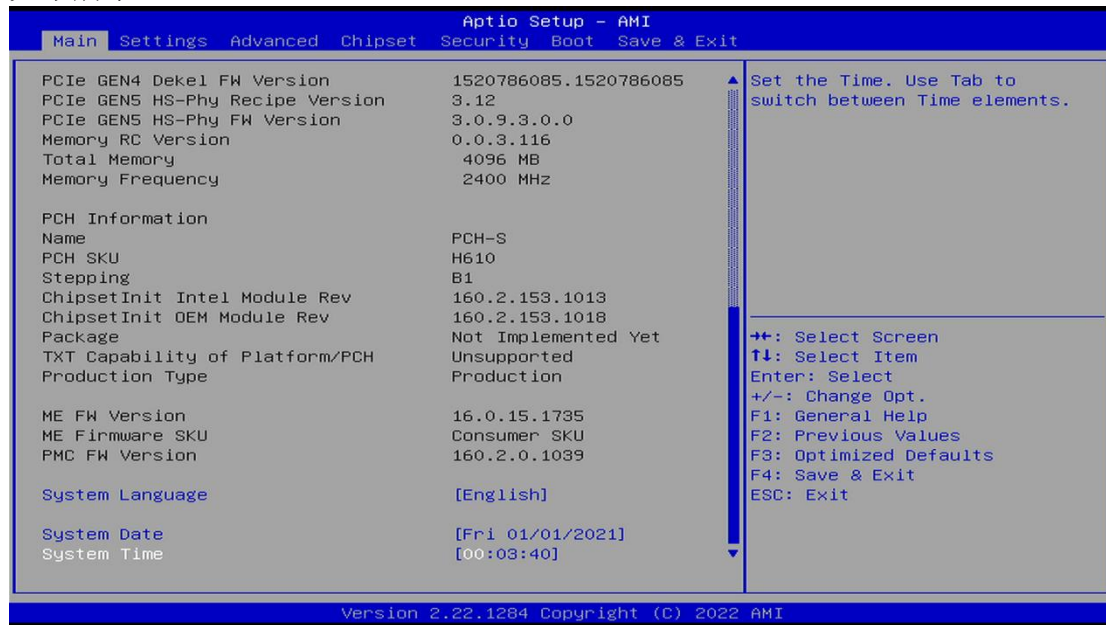 Aptio Setup – AMI
Main Settings Advanced Chipset Security Boot Save & Exit
PCIe GEN4 Dekel FW Version 1520786085.1520786085
PCIe GEN5 HS-Phy Recipe Version 3.12
PCIe GEN5 HS-Phy FW Version 3.0.9.3.0.0
Memory RC Version 0.0.3.116
Total Memory 4096 MB
Memory Frequency 2400 MHz
PCH Information
Name PCH-S
PCH SKU H610
Stepping B1
ChipsetInit Intel Module Rev 160.2.153.1013
ChipsetInit OEM Module Rev 160.2.153.1018
Package Not Implemented Yet
TXT Capability of Platform/PCH Unsupported
Production Type Production
ME FW Version 16.0.15.1735
ME Firmware SKU Consumer SKU
PMC FW Version 160.2.0.1039
System Language [English]
System Date [Fri 01/01/2021]
System Time [00:03:40]
Set the Time. Use Tab to
switch between Time elements.
→←: Select Screen
↑↓: Select Item
Enter: Select
+/-: Change Opt.
F1: General Help
F2: Previous Values
F3: Optimized Defaults
F4: Save & Exit
ESC: Exit
Version 2.22.1284 Copyright (C) 2022 AMI